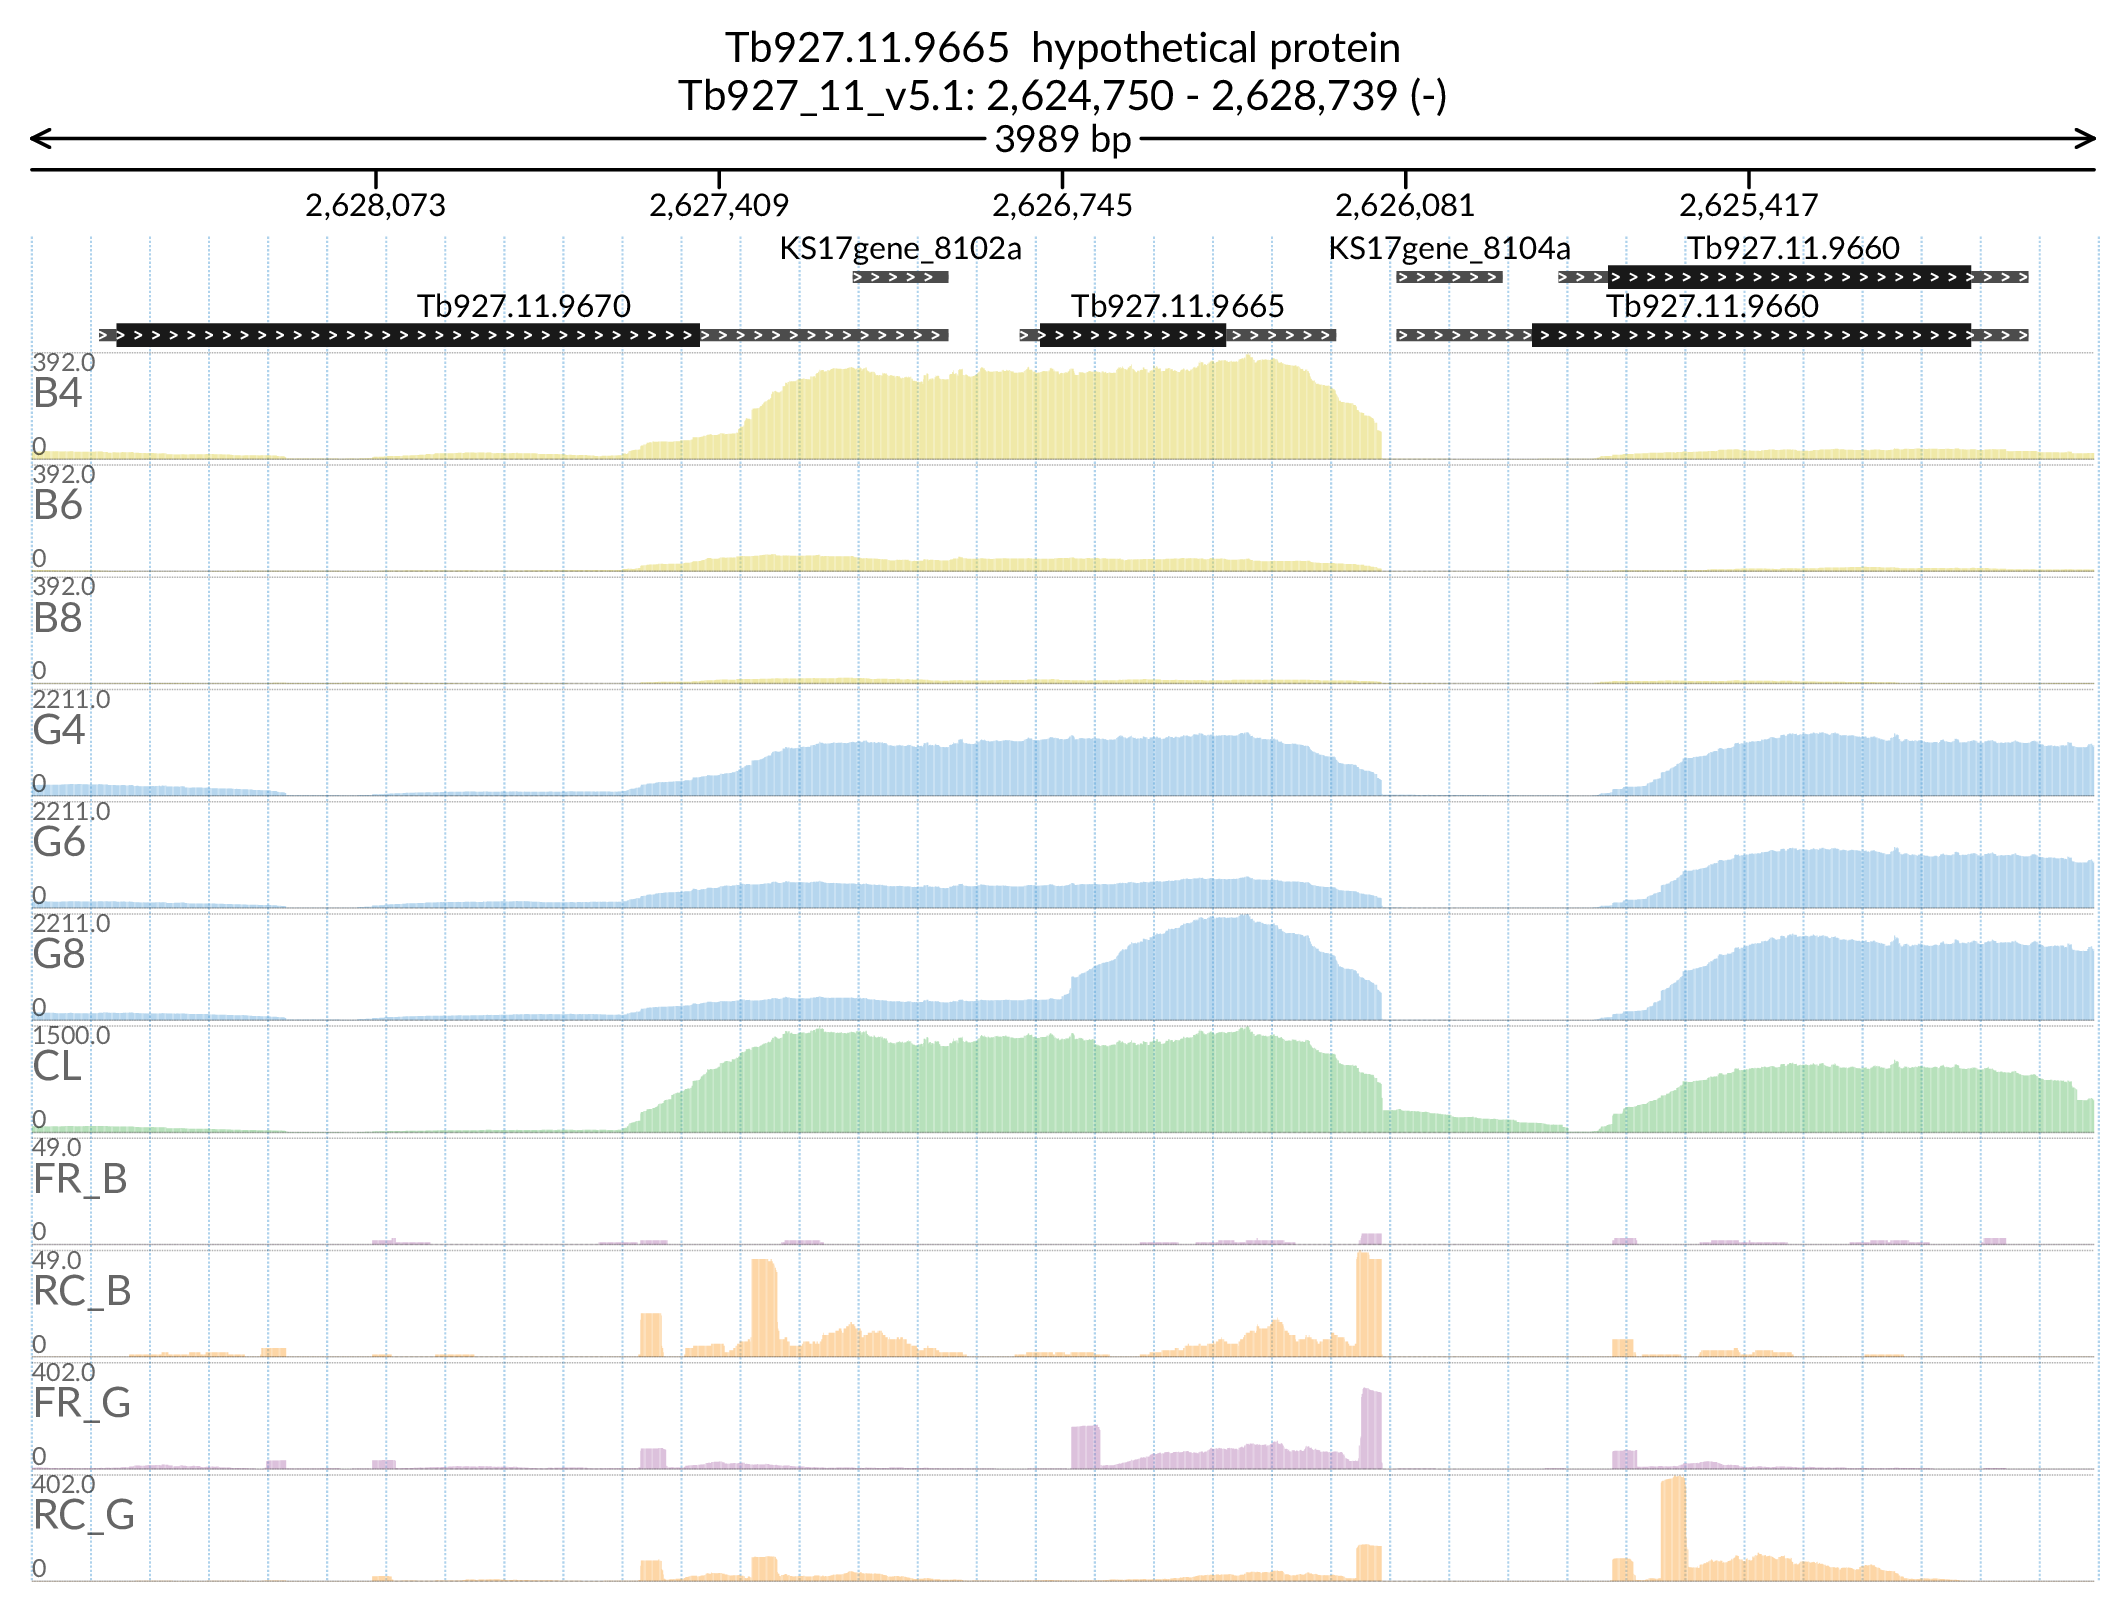 Tb927.11.9665  hypothetical protein
Tb927_11_v5.1: 2,624,750 - 2,628,739 (-)
3989 bp
2,628,073 2,627,409 2,626,745 2,626,081 2,625,417
KS17gene_8102a KS17gene_8104a Tb927.11.9660
Tb927.11.9670 Tb927.11.9665 Tb927.11.9660
392.0
B4
0
392.0
B6
0
392.0
B8
0
2211.0
G4
0
2211.0
G6
0
2211.0
G8
0
1500.0
CL
0
49.0
FR_B
0
49.0
RC_B
0
402.0
FR_G
0
402.0
RC_G
0